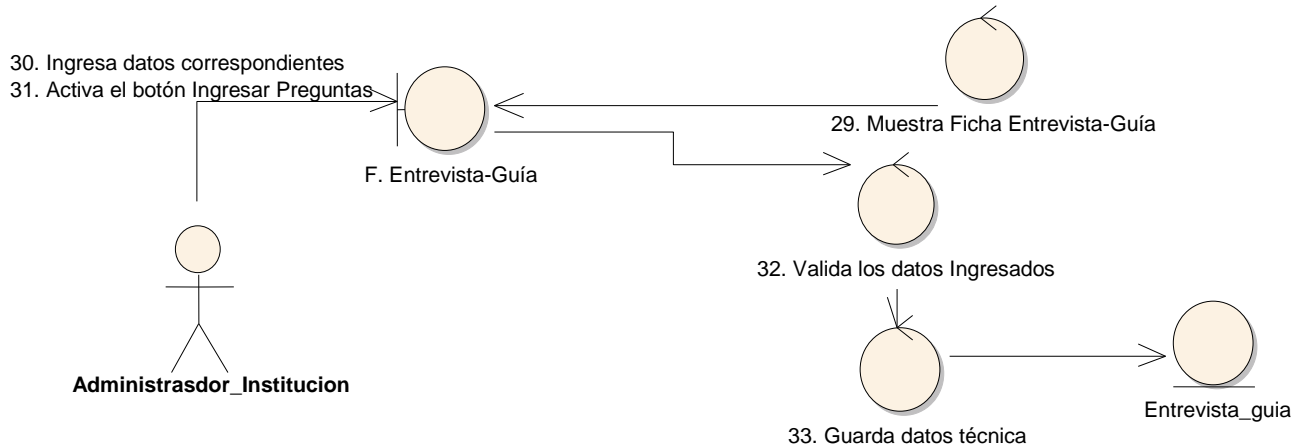 30. Ingresa datos correspondientes
31. Activa el botón Ingresar Preguntas
29. Muestra Ficha Entrevista-Guía
F. Entrevista-Guía
32. Valida los datos Ingresados
Administrasdor_Institucion
Entrevista_guia
33. Guarda datos técnica